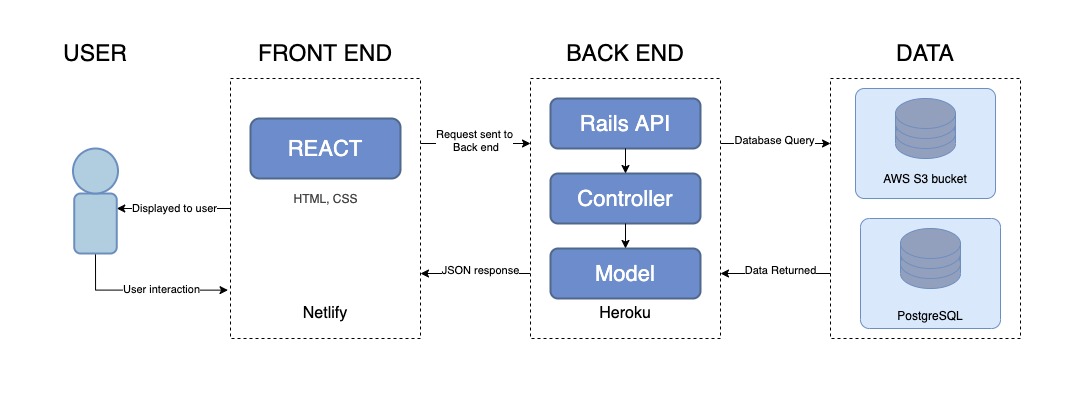 USER
FRONT END
BACK END
DATA
REACT
HTML, CSS
Netlify
Displayed to user
User interaction
Request sent to
Back end
JSON response
Rails API
Controller
Model
Heroku
Database Query
Data Returned
AWS S3 bucket
PostgreSQL